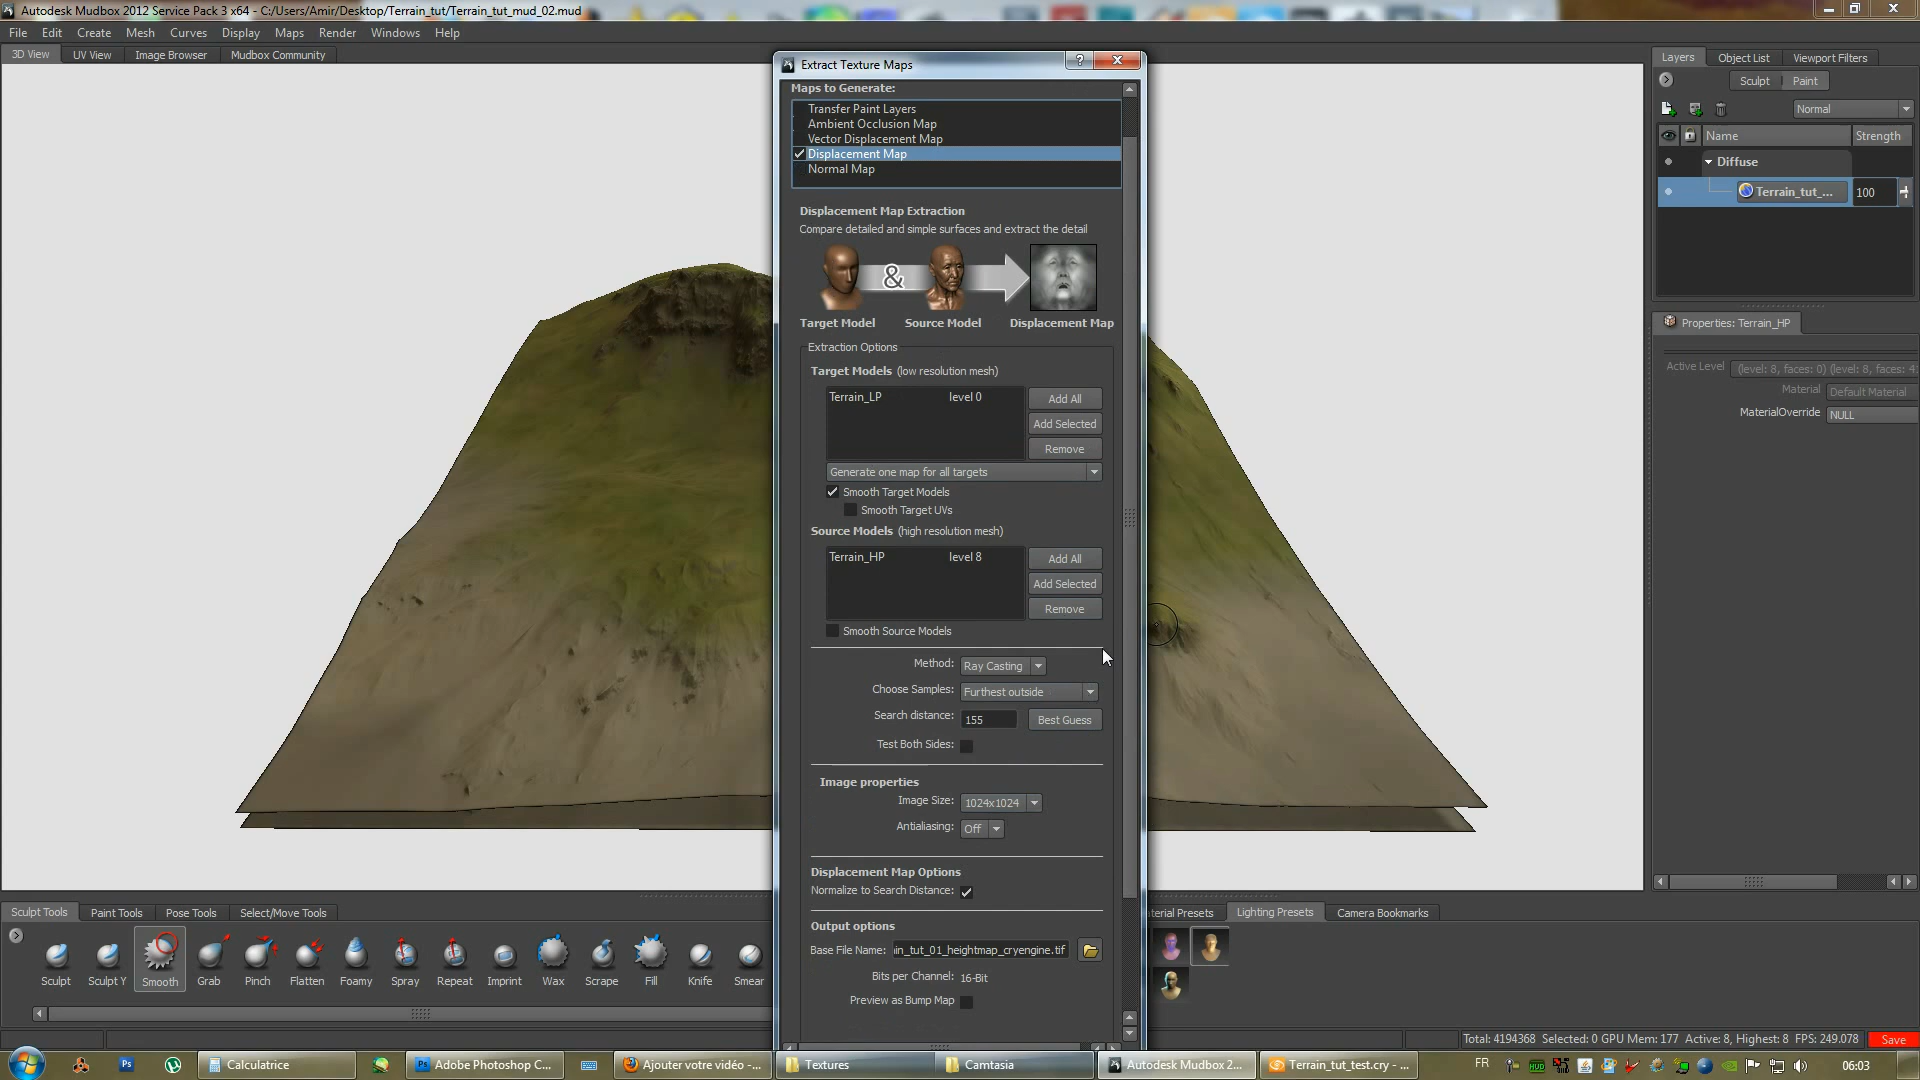 Autodesk Mudbox 2012 Service Pack 3 x64 - C:/Users/Amir/Desktop/Terrain_tut/Terrain_tut_mud_02.mud
File Edit Create Mesh Curves Display Maps Render Windows Help
3D View UV View Image Browser Mudbox Community
Extract Texture Maps
Maps to Generate:
Transfer Paint Layers
Ambient Occlusion Map
Vector Displacement Map
Displacement Map
Normal Map
Displacement Map Extraction
Compare detailed and simple surfaces and extract the detail
&
Target Model Source Model Displacement Map
Extraction Options
Target Models (low resolution mesh)
Terrain_LP level 0
Add All
Add Selected
Remove
Generate one map for all targets
Smooth Target Models
Smooth Target UVs
Source Models (high resolution mesh)
Terrain_HP level 8
Add All
Add Selected
Remove
Smooth Source Models
Method: Ray Casting
Choose Samples: Furthest outside
Search distance: 155 Best Guess
Test Both Sides:
Image properties
Image Size: 1024x1024
Antialiasing: Off
Displacement Map Options
Normalize to Search Distance:
Output options
Base File Name: in_tut_01_heightmap_cryengine.tif
Bits per Channel: 16-Bit
Preview as Bump Map
Layers Object List Viewport Filters
Sculpt Paint
Normal
Name Strength
Diffuse
Terrain_tut_... 100
Properties: Terrain_HP
Active Level (level: 8, faces: 0) (level: 8, faces: 4
Material Default Material
MaterialOverride NULL
Sculpt Tools Paint Tools Pose Tools Select/Move Tools
Sculpt Sculpt Y Smooth Grab Pinch Flatten Foamy Spray Repeat Imprint Wax Scrape Fill Knife Smear
aterial Presets Lighting Presets Camera Bookmarks
Total: 4194368 Selected: 0 GPU Mem: 177 Active: 8, Highest: 8 FPS: 249.078 Save
Ps Calculatrice Ps Adobe Photoshop C... Ajouter votre vidéo -... Textures Camtasia Autodesk Mudbox 2... Terrain_tut_test.cry - ... FR 06:03